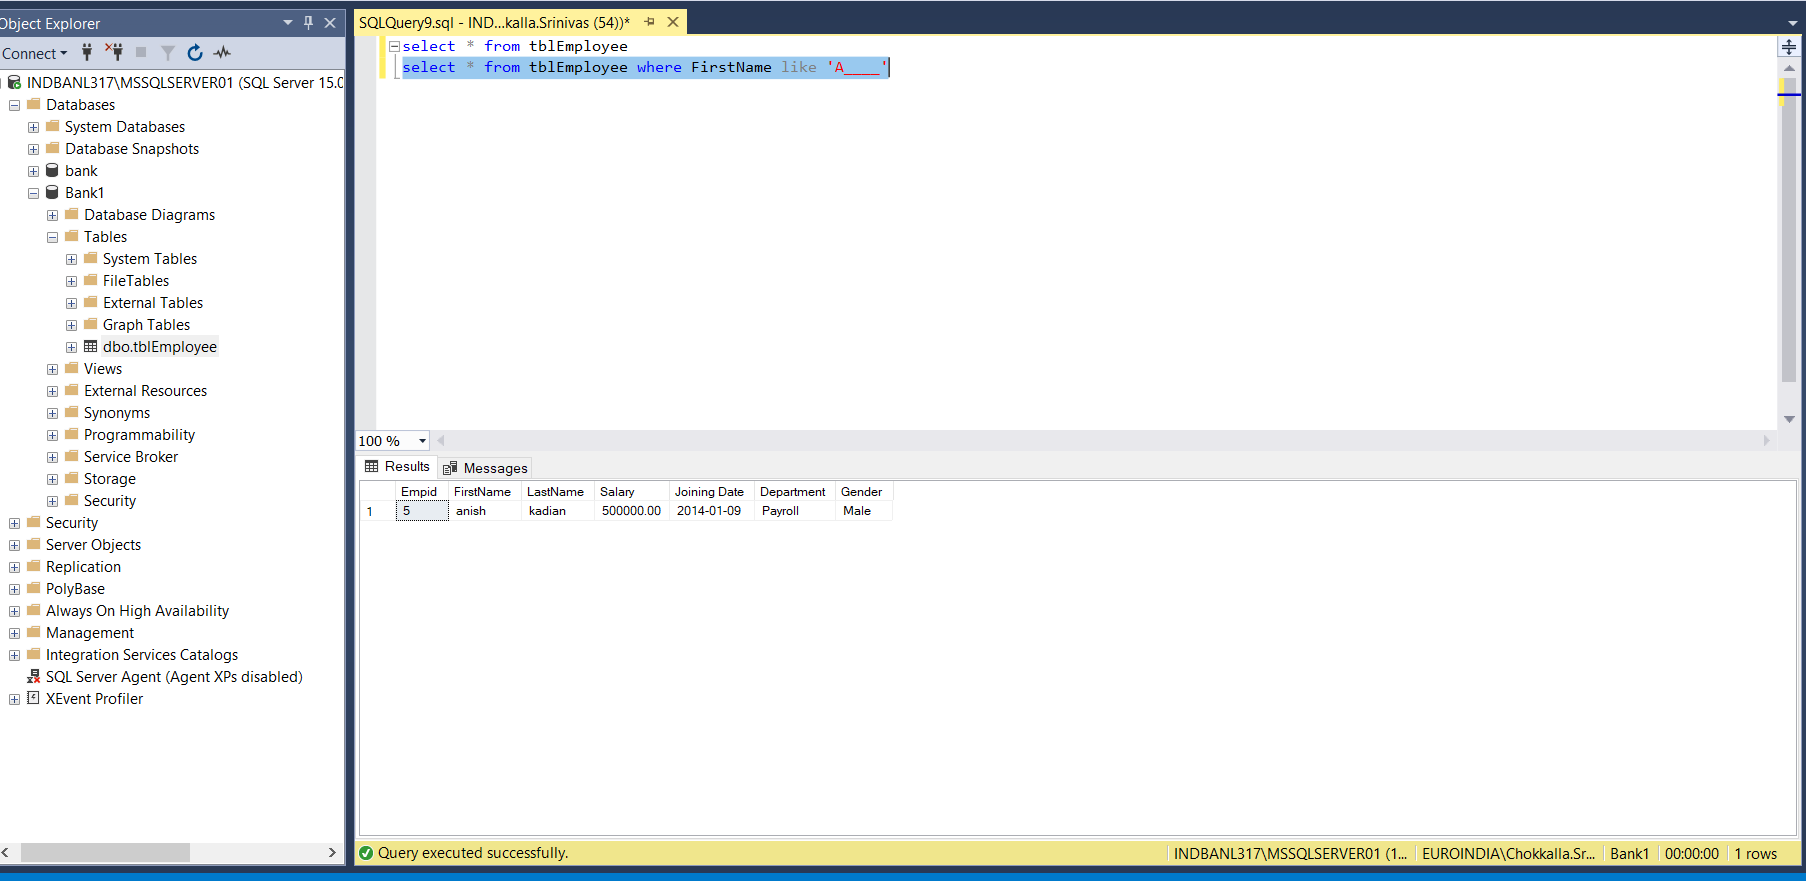 Object Explorer
Connect
INDBANL317\MSSQLSERVER01 (SQL Server 15.0
Databases
System Databases
Database Snapshots
bank
Bank1
Database Diagrams
Tables
System Tables
FileTables
External Tables
Graph Tables
dbo.tblEmployee
Views
External Resources
Synonyms
Programmability
Service Broker
Storage
Security
Security
Server Objects
Replication
PolyBase
Always On High Availability
Management
Integration Services Catalogs
SQL Server Agent (Agent XPs disabled)
XEvent Profiler
SQLQuery9.sql - IND...kalla.Srinivas (54))*
select * from tblEmployee
select * from tblEmployee where FirstName like 'A____'
100 %
Results Messages
Empid FirstName LastName Salary Joining Date Department Gender
1 5 anish kadian 500000.00 2014-01-09 Payroll Male
Query executed successfully. INDBANL317\MSSQLSERVER01 (1... EUROINDIA\Chokkalla.Sr... Bank1 00:00:00 1 rows